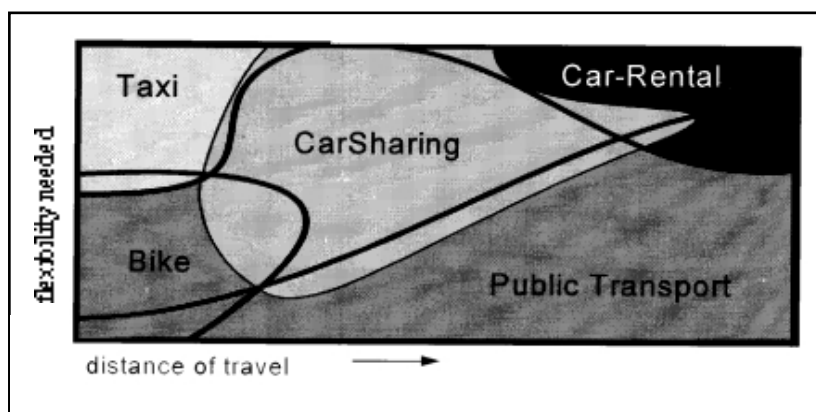 Taxi
Car-Rental
CarSharing
Bike
Public Transport
flexibility needed
distance of travel